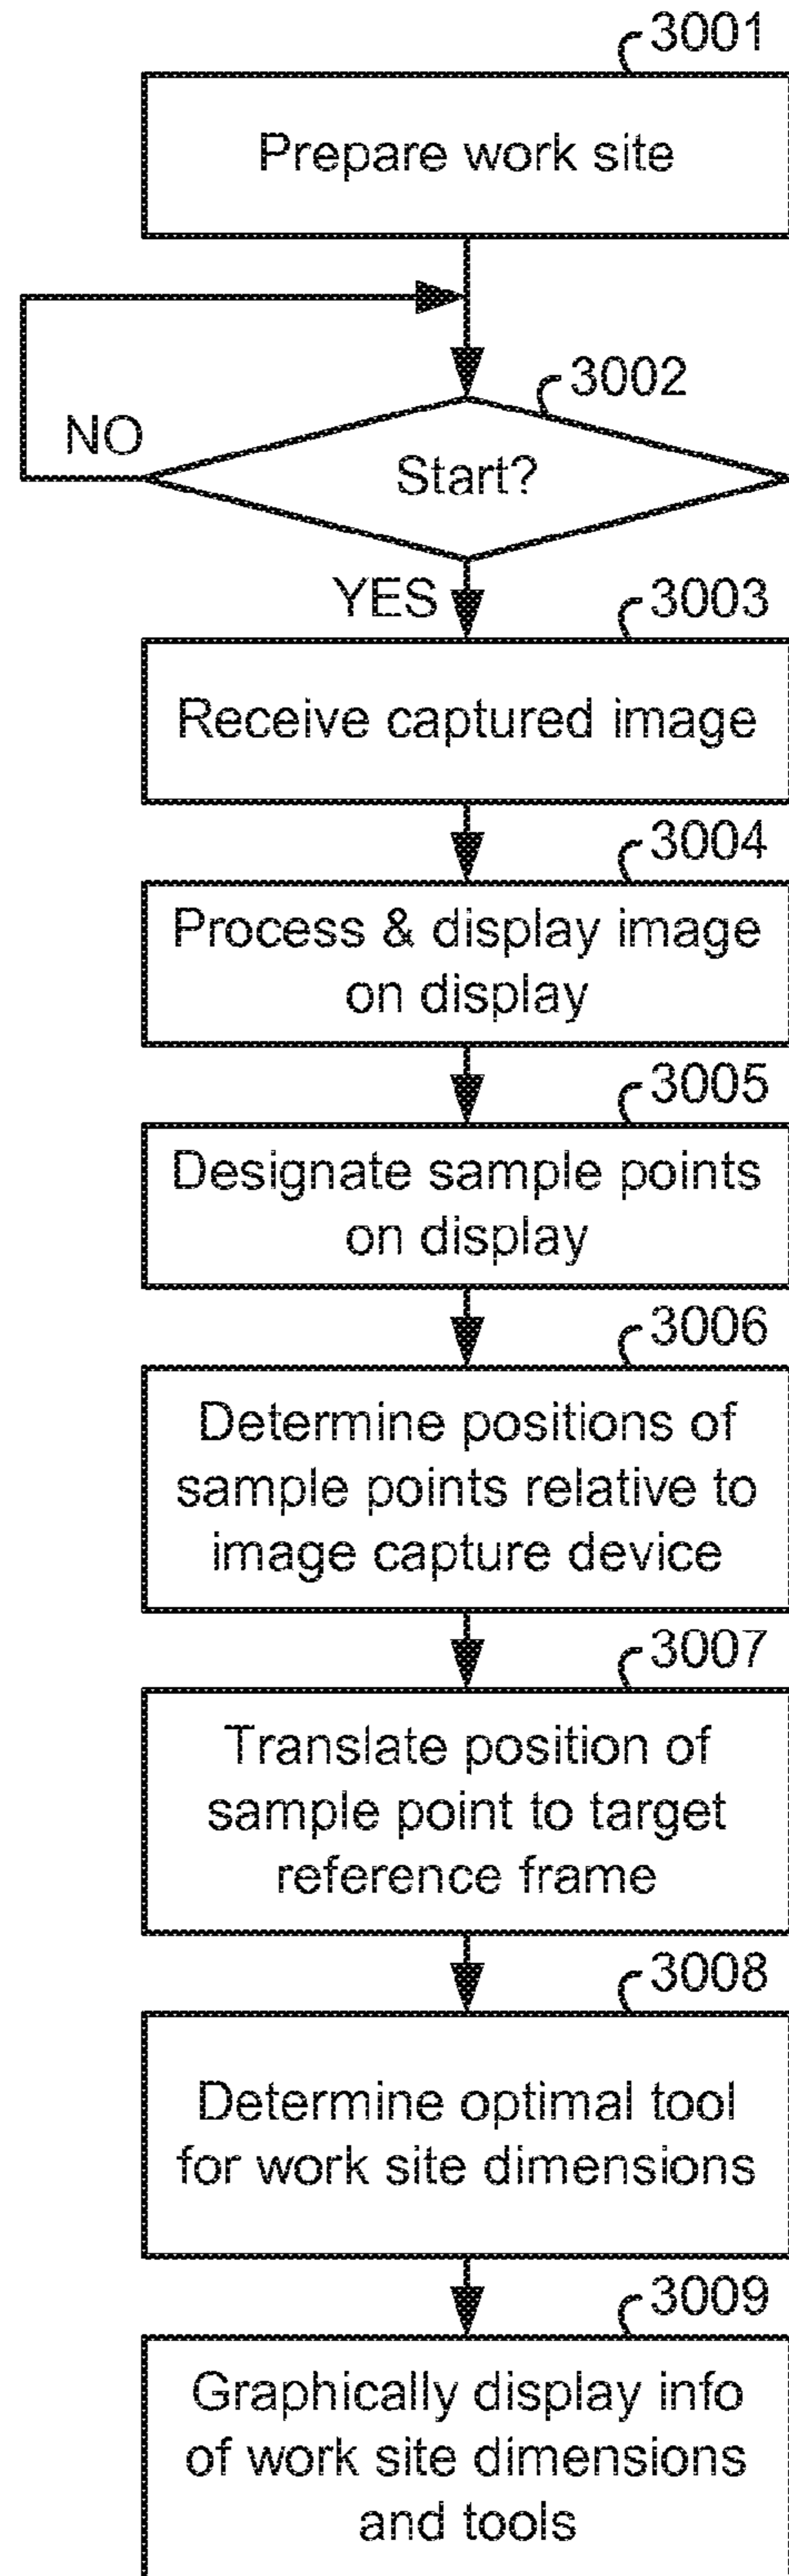 3001
Prepare work site
3002
NO
Start?
YES
3003
Receive captured image
3004
Process & display image
on display
3005
Designate sample points
on display
3006
Determine positions of
sample points relative to
image capture device
3007
Translate position of
sample point to target
reference frame
3008
Determine optimal tool
for work site dimensions
3009
Graphically display info
of work site dimensions
and tools